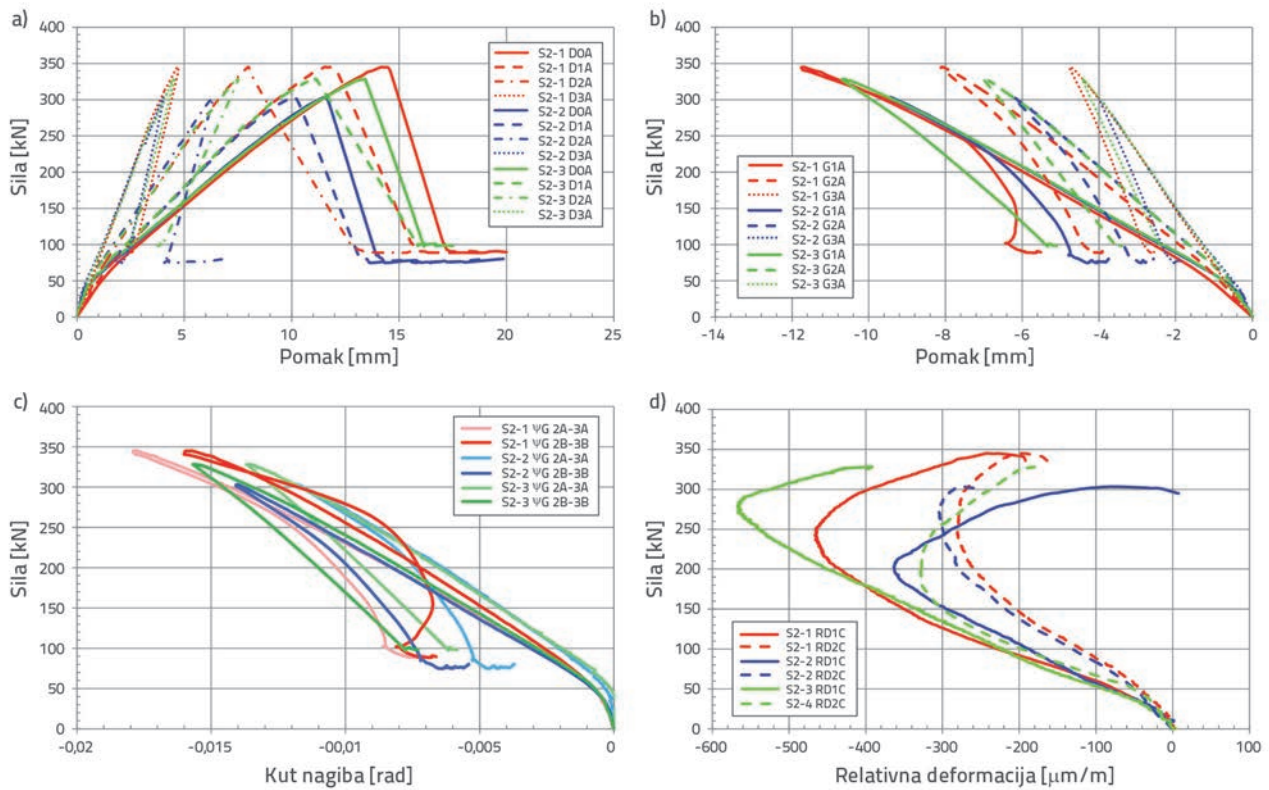 a)
Sila [kN]
400
350
300
250
200
150
100
50
0
0
5
10
15
20
25
Pomak [mm]
S2-1 D0A
S2-1 D1A
S2-1 D2A
S2-1 D3A
S2-2 D0A
S2-2 D1A
S2-2 D2A
S2-2 D3A
S2-3 D0A
S2-3 D1A
S2-3 D2A
S2-3 D3A
b)
Sila [kN]
400
350
300
250
200
150
100
50
0
-14
-12
-10
-8
-6
-4
-2
0
Pomak [mm]
S2-1 G1A
S2-1 G2A
S2-1 G3A
S2-2 G1A
S2-2 G2A
S2-2 G3A
S2-3 G1A
S2-3 G2A
S2-3 G3A
c)
Sila [kN]
400
350
300
250
200
150
100
50
0
-0,02
-0,015
-00,01
-0,005
0
Kut nagiba [rad]
S2-1 ΨG 2A-3A
S2-1 ΨG 2B-3B
S2-2 ΨG 2A-3A
S2-2 ΨG 2B-3B
S2-3 ΨG 2A-3A
S2-3 ΨG 2B-3B
d)
Sila [kN]
400
350
300
250
200
150
100
50
0
-600
-500
-400
-300
-200
-100
0
100
Relativna deformacija [μm/m]
S2-1 RD1C
S2-1 RD2C
S2-2 RD1C
S2-2 RD2C
S2-3 RD1C
S2-4 RD2C